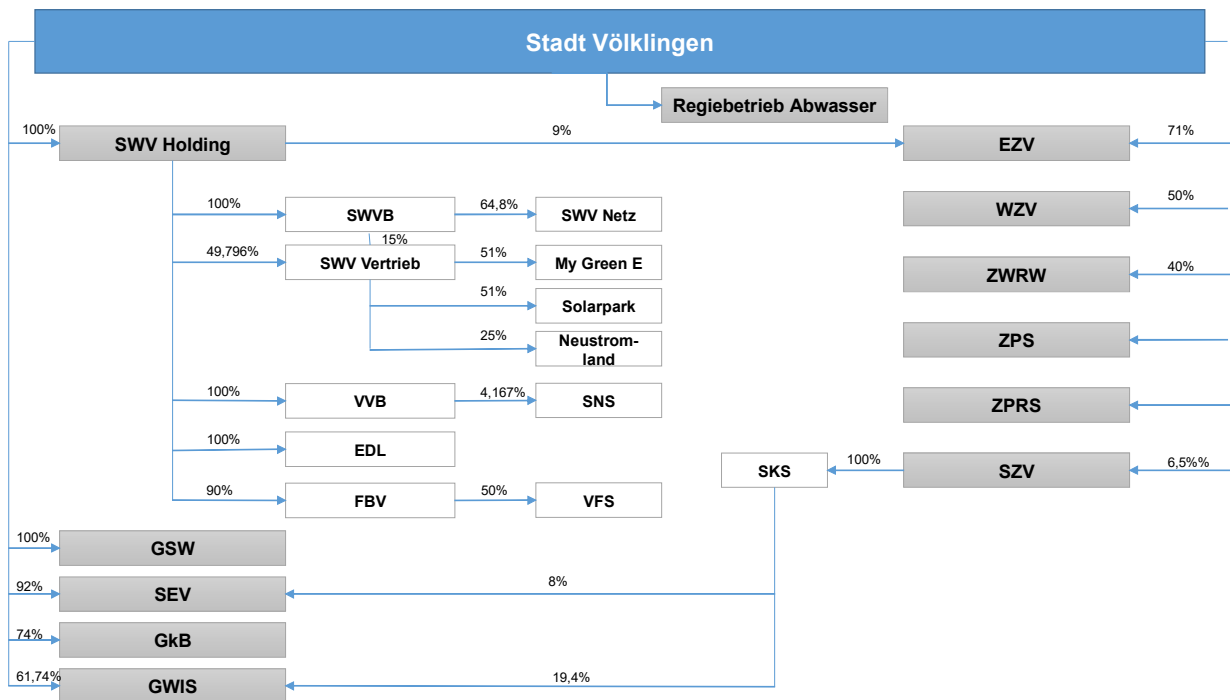 Stadt Völklingen
Regiebetrieb Abwasser
100%
SWV Holding
9%
EZV
71%
100%
SWVB
64,8%
SWV Netz
WZV
50%
15%
49,796%
SWV Vertrieb
51%
My Green E
ZWRW
40%
51%
Solarpark
25%
Neustrom-
land
ZPS
100%
VVB
4,167%
SNS
ZPRS
100%
EDL
SKS
100%
SZV
6,5%%
90%
FBV
50%
VFS
100%
GSW
92%
SEV
8%
74%
GkB
61,74%
GWIS
19,4%